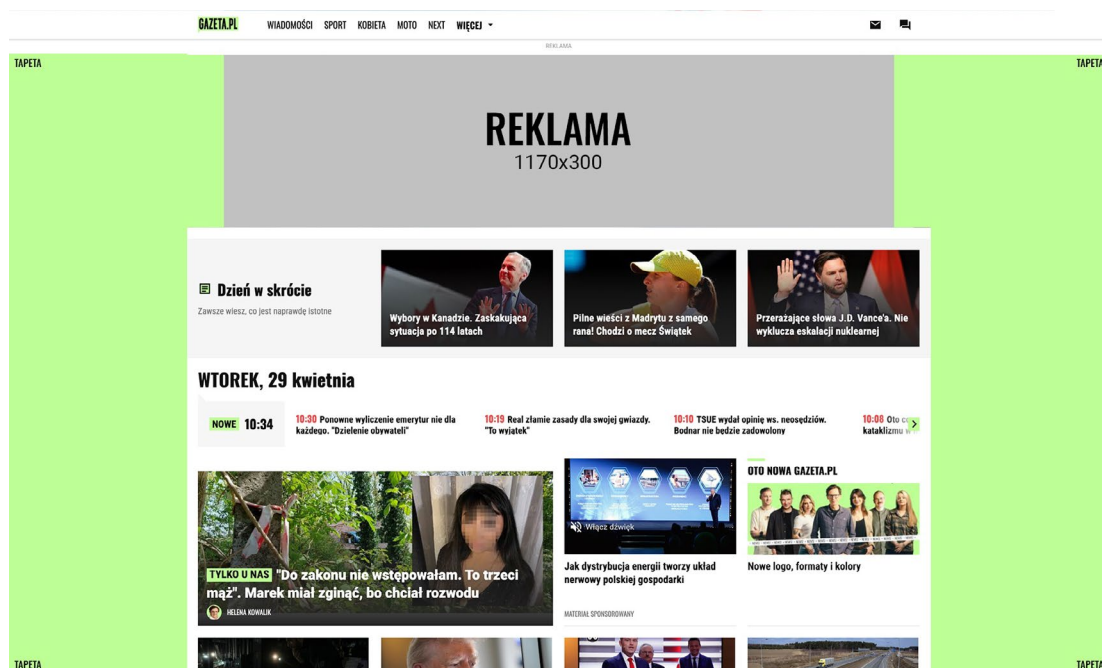 GAZETA.PL
WIADOMOŚCI SPORT KOBIETA MOTO NEXT WIĘCEJ
REKLAMA
TAPETA
TAPETA
REKLAMA
1170x300
Dzień w skrócie
Zawsze wiesz, co jest naprawdę istotne
Wybory w Kanadzie. Zaskakująca
sytuacja po 114 latach
Pilne wieści z Madrytu z samego
rana! Chodzi o mecz Świątek
Przerażające słowa J.D. Vance'a. Nie
wyklucza eskalacji nuklearnej
WTOREK, 29 kwietnia
NOWE 10:34
10:30 Ponowne wyliczenie emerytur nie dla
każdego. "Dzielenie obywateli"
10:19 Real złamie zasady dla swojej gwiazdy.
"To wyjątek"
10:10 TSUE wydał opinię ws. neosędziów.
Bodnar nie będzie zadowolony
10:08 Oto
kataklizmu
TYLKO U NAS "Do zakonu nie wstępowałam. To trzeci
mąż". Marek miał zginąć, bo chciał rozwodu
HELENA KOWALIK
Włącz dźwięk
Jak dystrybucja energii tworzy układ
nerwowy polskiej gospodarki
MATERIAŁ SPONSOROWANY
OTO NOWA GAZETA.PL
Nowe logo, formaty i kolory
TAPETA
TAPETA